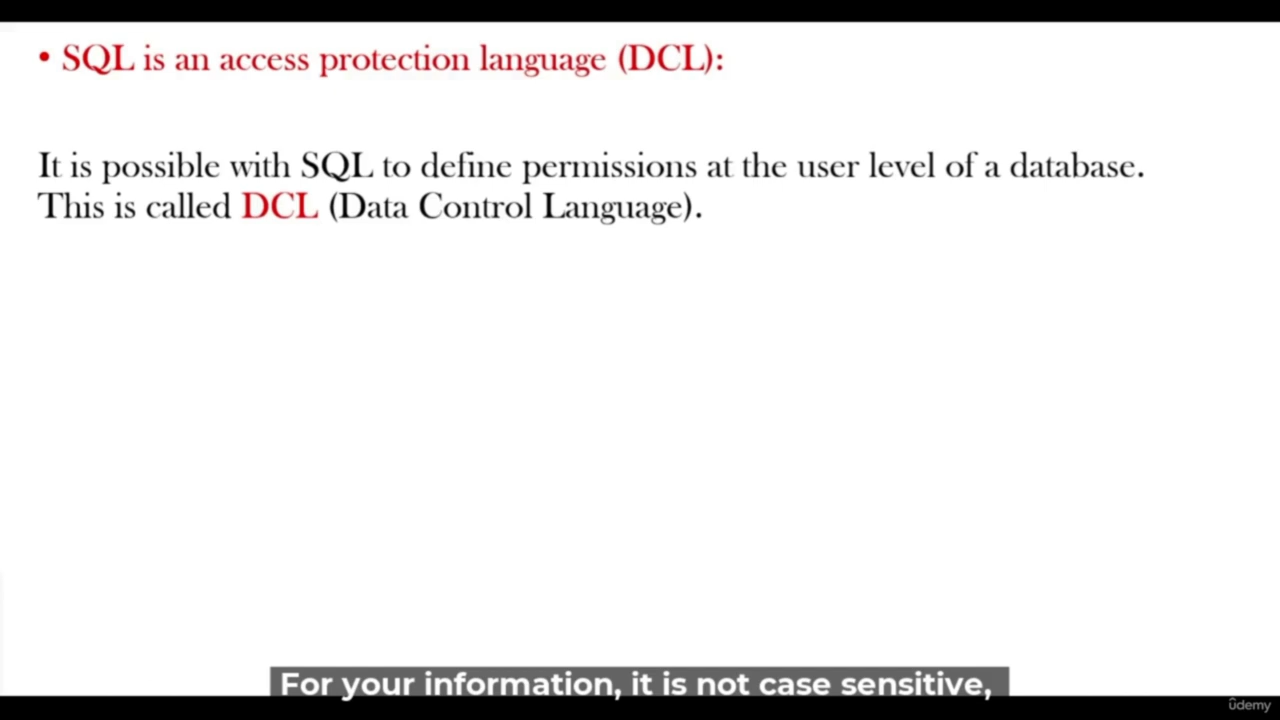 • SQL is an access protection language (DCL):
It is possible with SQL to define permissions at the user level of a database.
This is called DCL (Data Control Language).
For your information, it is not case sensitive,
ûdemy